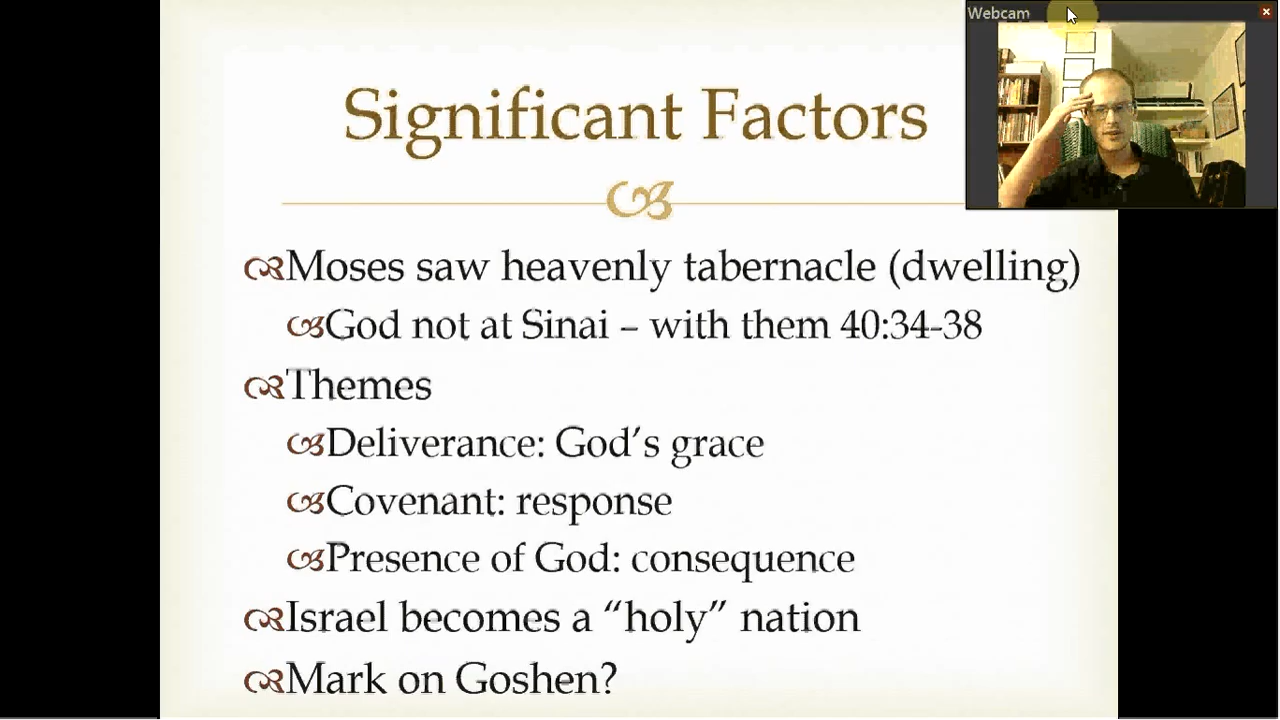 Webcam
Significant Factors
Moses saw heavenly tabernacle (dwelling)
God not at Sinai – with them 40:34-38
Themes
Deliverance: God’s grace
Covenant: response
Presence of God: consequence
Israel becomes a “holy” nation
Mark on Goshen?